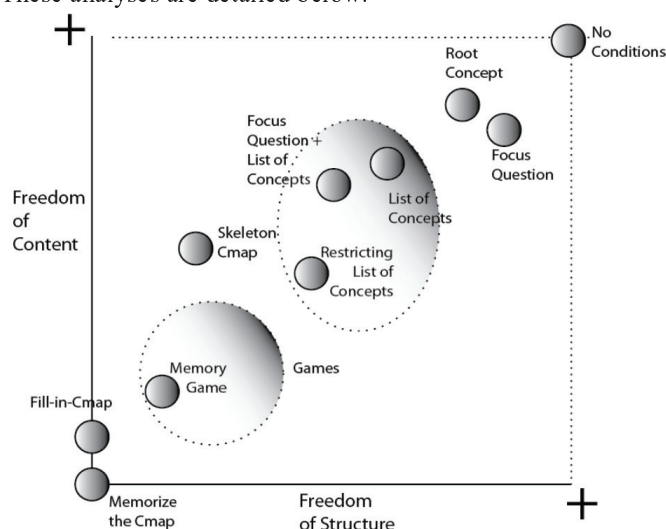 These analyses are detailed below.
+
No
Conditions
Root
Concept
Focus
Question
Focus
Question +
List of
Concepts
List of
Concepts
Freedom
of
Content
Skeleton
Cmap
Restricting
List of
Concepts
Games
Memory
Game
Fill-in-Cmap
Memorize
the Cmap
Freedom
of Structure
+